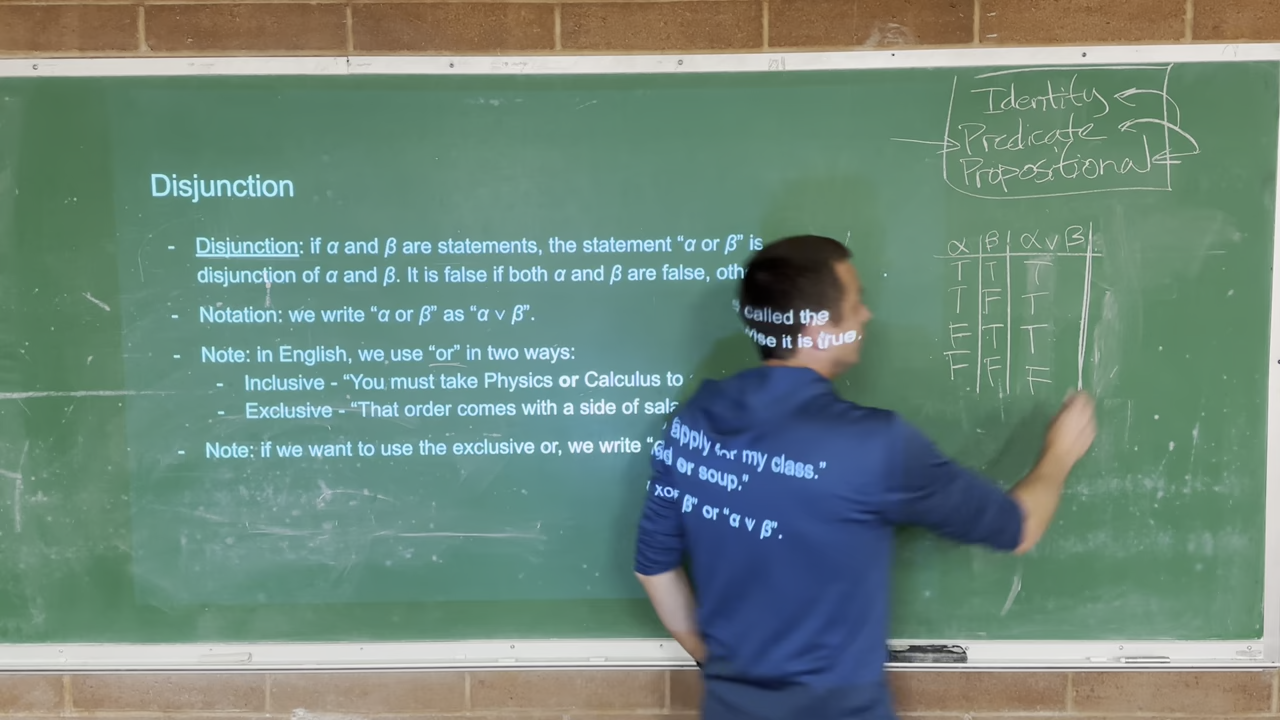 Disjunction
- Disjunction: if α and β are statements, the statement “α or β” is called the
disjunction of α and β. It is false if both α and β are false, othe wise it is true.
- Notation: we write “α or β” as “α ∨ β”.
- Note: in English, we use “or” in two ways:
- Inclusive - “You must take Physics or Calculus to apply for my class.”
- Exclusive - “That order comes with a side of salad or soup.”
- Note: if we want to use the exclusive or, we write “α xor β” or “α v β”.
Identity
Predicate
Propositional
α β α ∨ β
T T T
T F T
F T T
F F F